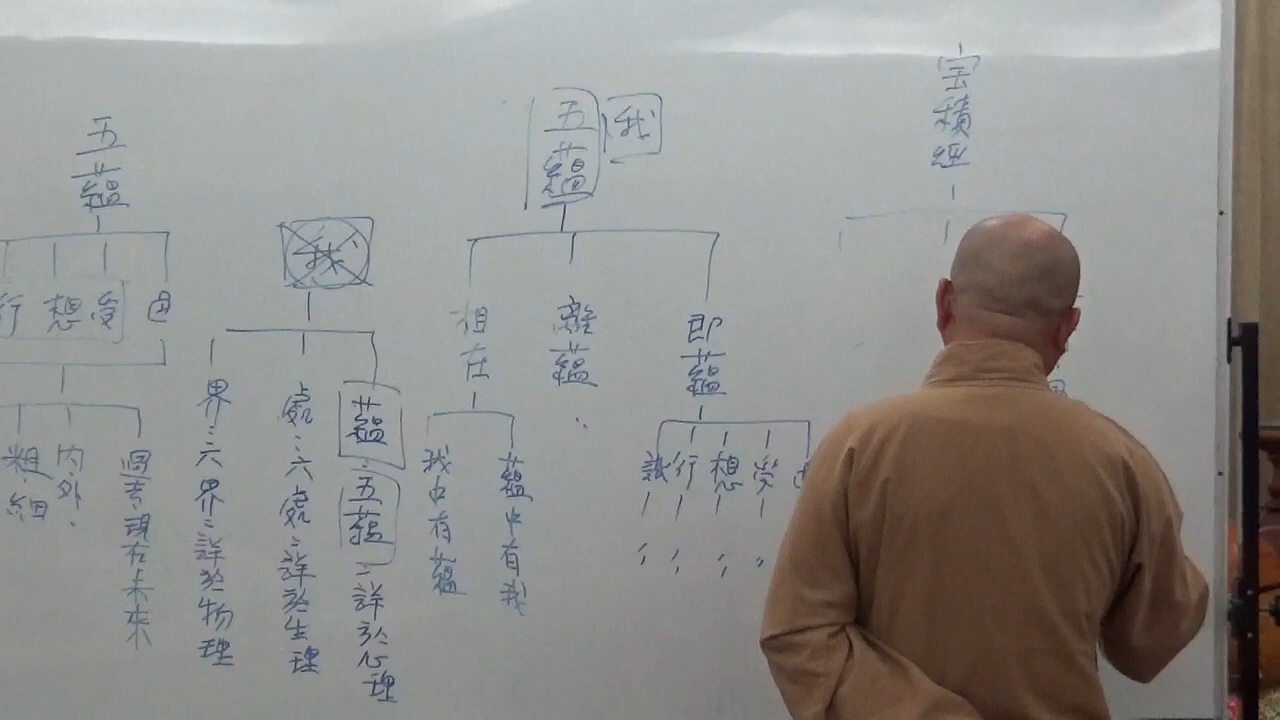 宝積經
五蘊
我
即蘊
離蘊
相在
受
想
行
識
蘊中有我
我中有蘊
我
蘊：五蘊：詳於心理
處：六處：詳於生理
界：六界：詳於物理
五蘊
色
受
想
行
過去現在未來
內.外.
粗.細